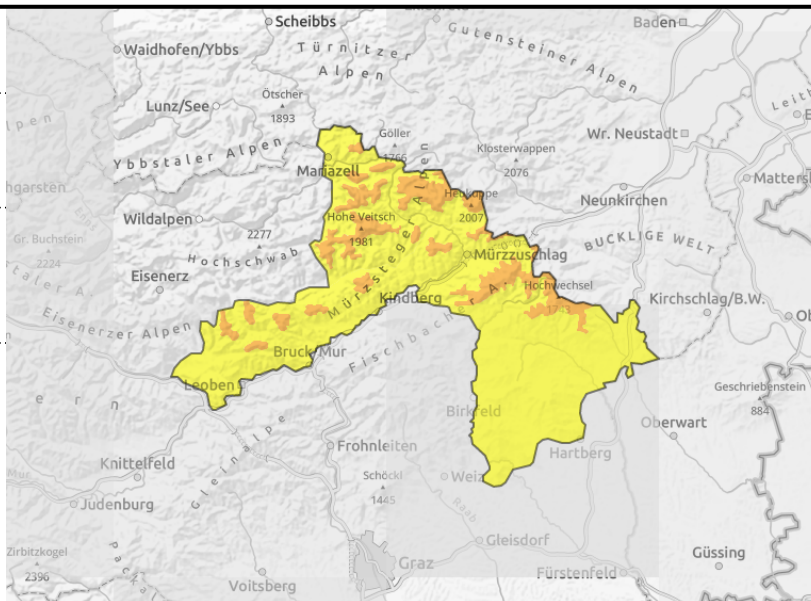 Scheibbs
Baden
Waidhofen/Ybbs
Türnitzer
Alpen
Gutensteiner Alpen
Ötscher
1893
Lunz/See
Göller
1766
Klosterwappen
2076
Wr. Neustadt
Ybbstaler Alpen
Mariazell
Heukuppe
2007
Neunkirchen
Wildalpen
2277
Hochschwab
Hohe Veitsch
1981
Gr. Buchstein
2224
Mürzzuschlag
BUCKLIGE WELT
Eisenerz
Mürzsteger Alpen
Hochwechsel
1743
Kirchschlag/B.W.
Kindberg
Eisenerzer Alpen
Fischbacher A.
Bruck/Mur
Leoben
Geschriebenstein
884
Birkfeld
Oberwart
Frohnleiten
Hartberg
Knittelfeld
Gleinalpe
Schöckl
1445
Weiz
Judenburg
Raab
Gleisdorf
Zirbitzkogel
2396
Graz
Fürstenfeld
Güssing
Voitsberg